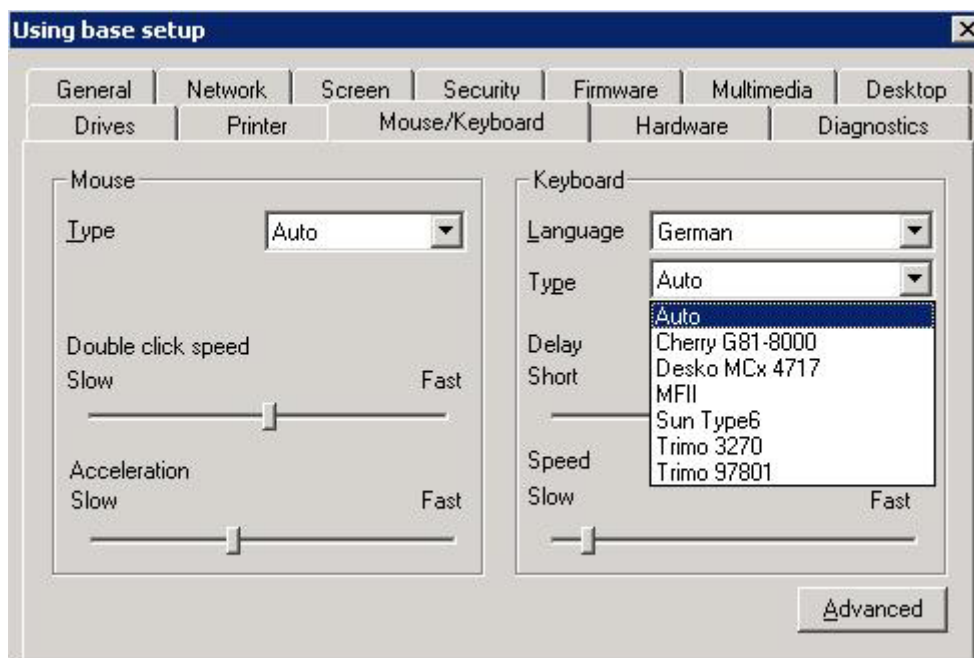 Using base setup
General Network Screen Security Firmware Multimedia Desktop
Drives Printer Mouse/Keyboard Hardware Diagnostics
Mouse
Type Auto
Double click speed
Slow Fast
Acceleration
Slow Fast
Keyboard
Language German
Type Auto
Auto
Cherry G81-8000
Desko MCx 4717
MFII
Sun Type6
Trimo 3270
Trimo 97801
Delay
Short
Speed
Slow Fast
Advanced